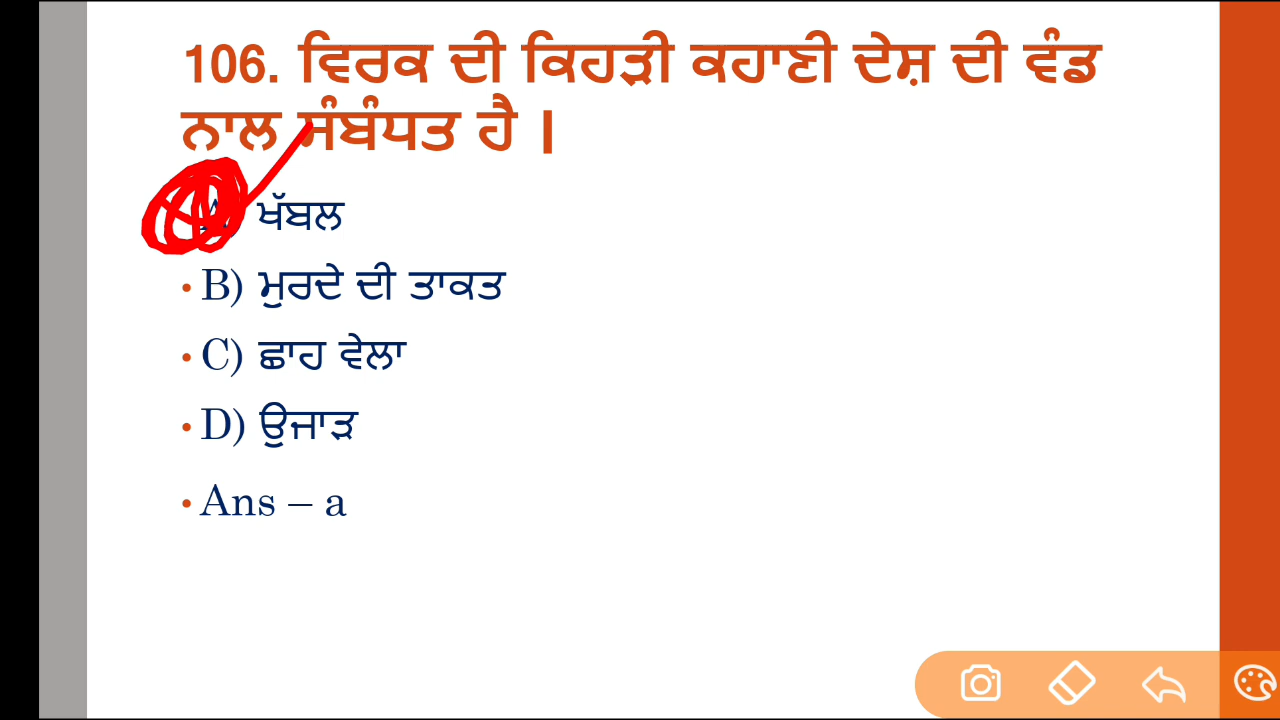 106. ਵਿਰਕ ਦੀ ਕਿਹੜੀ ਕਹਾਣੀ ਦੇਸ਼ ਦੀ ਵੰਡ
ਨਾਲ ਸੰਬੰਧਤ ਹੈ ।
A) ਖੱਬਲ
• B) ਮੁਰਦੇ ਦੀ ਤਾਕਤ
• C) ਛਾਹ ਵੇਲਾ
• D) ਉਜਾੜ
• Ans – a